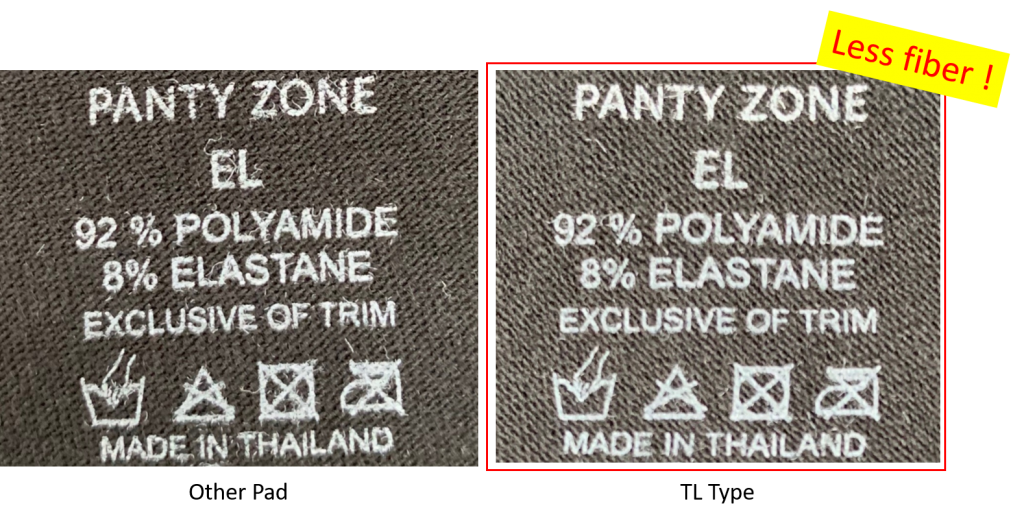 Less fiber !
PANTY ZONE
EL
92 % POLYAMIDE
8% ELASTANE
EXCLUSIVE OF TRIM
MADE IN THAILAND
Other Pad
PANTY ZONE
EL
92 % POLYAMIDE
8% ELASTANE
EXCLUSIVE OF TRIM
MADE IN THAILAND
TL Type